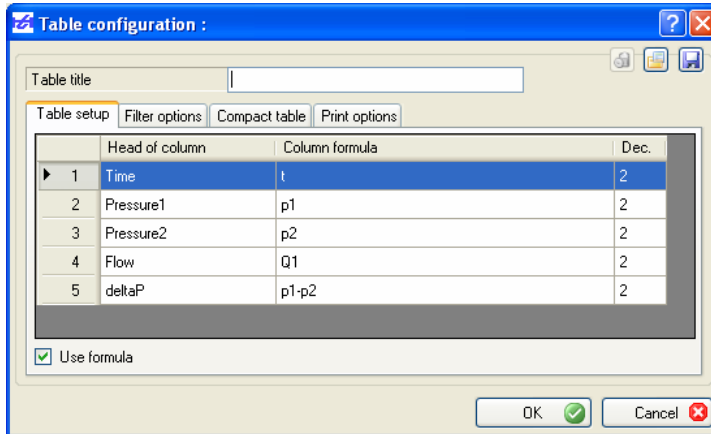 Table configuration :
Table title
Table setup Filter options Compact table Print options
Head of column Column formula Dec.
1 Time t 2
2 Pressure1 p1 2
3 Pressure2 p2 2
4 Flow Q1 2
5 deltaP p1-p2 2
Use formula
OK Cancel